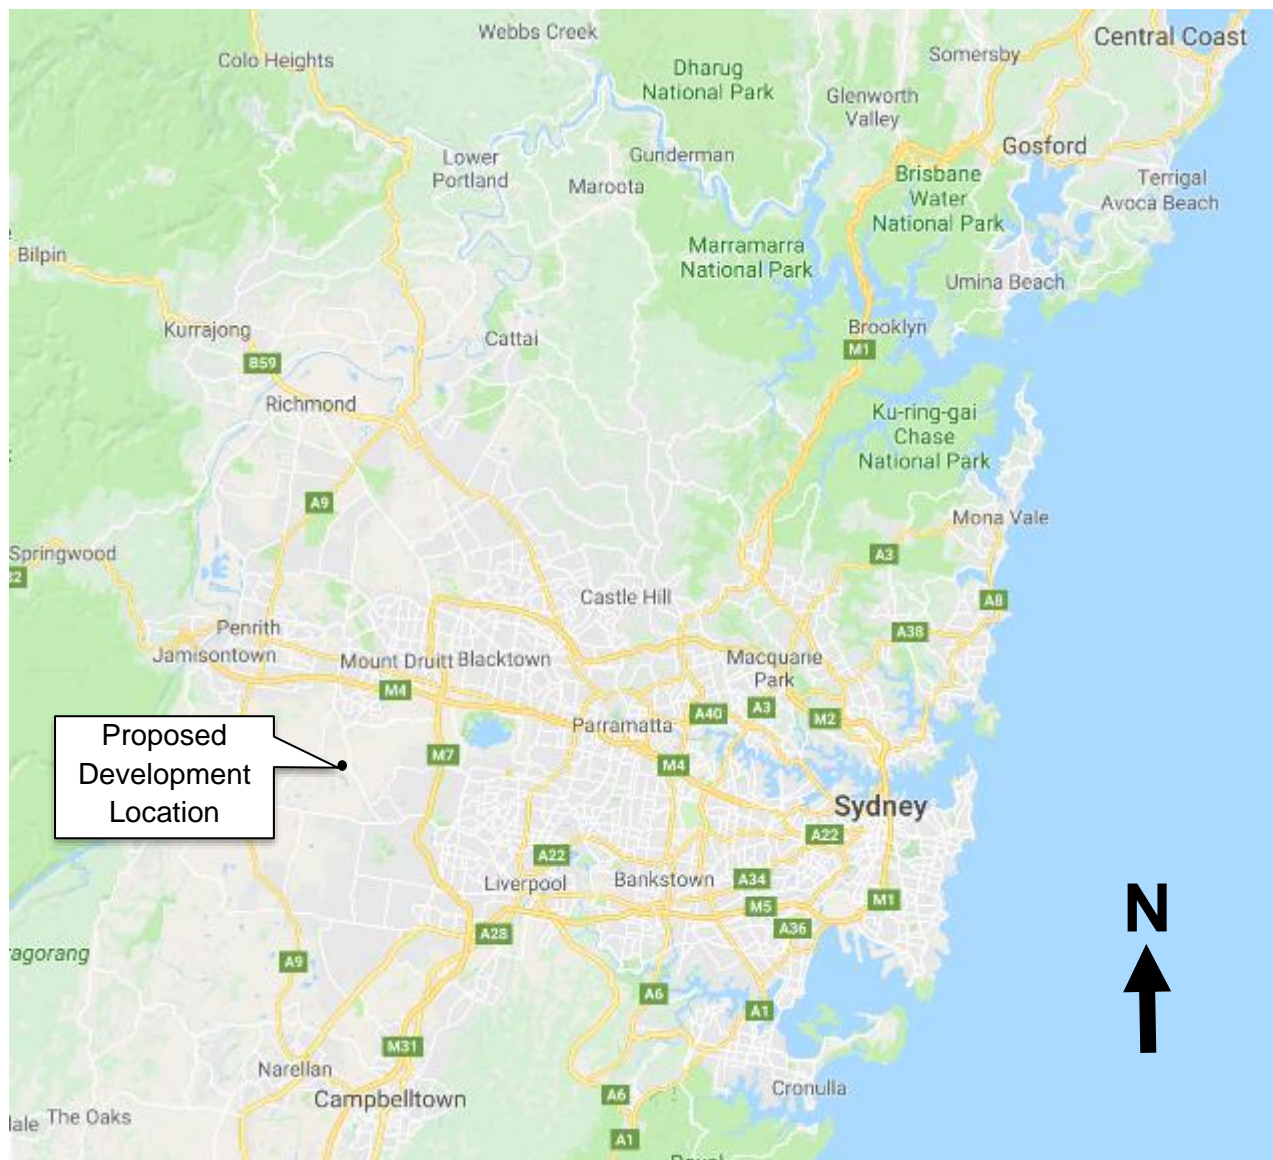 Webbs Creek
Central Coast
Colo Heights
Somersby
Dharug
National Park
Glenworth
Valley
Gosford
Lower
Portland
Gunderman
Maroota
Brisbane
Water
National Park
Terrigal
Avoca Beach
Bilpin
Marramarra
National Park
Umina Beach
Kurrajong
Cattai
Brooklyn
M1
B59
Richmond
Ku-ring-gai
Chase
National Park
A9
Mona Vale
Springwood
A3
32
Castle Hill
A8
Penrith
A38
Jamisontown
Mount Druitt
Blacktown
Macquarie
Park
M4
A40
A3
M2
Parramatta
Proposed
Development
Location
M7
M4
Sydney
A22
A22
Liverpool
Bankstown
A34
M1
M5
A36
A28
N
agorang
A9
A6
A1
M31
Narellan
Campbelltown
A6
Cronulla
dale
The Oaks
A1